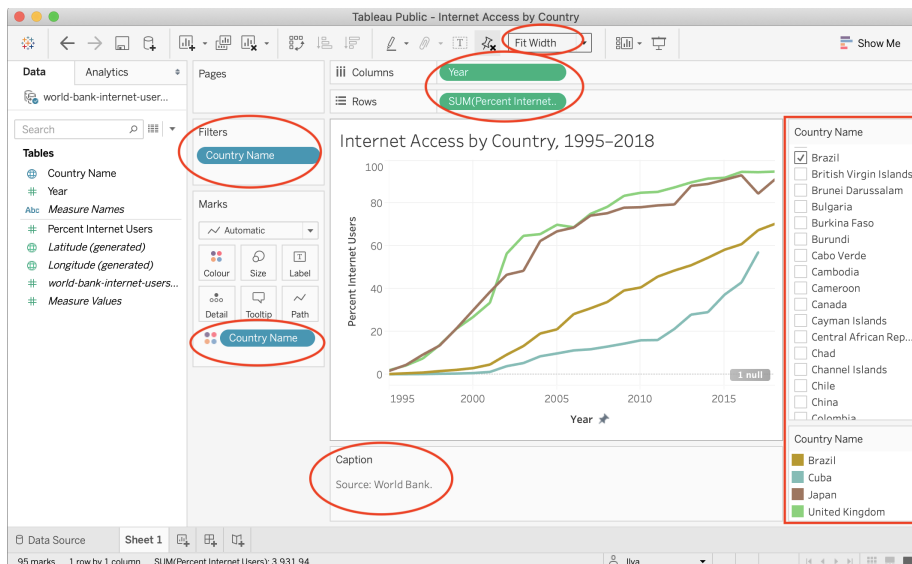 Tableau Public - Internet Access by Country
Fit Width
Show Me
Data
Analytics
Pages
iii Columns
Year
Rows
SUM(Percent Internet..
world-bank-internet-user...
Search
Tables
Country Name
Year
Abc Measure Names
Percent Internet Users
Latitude (generated)
Longitude (generated)
world-bank-internet-users...
Measure Values
Filters
Country Name
Marks
Automatic
Colour
Size
Label
Detail
Tooltip
Path
Country Name
Internet Access by Country, 1995–2018
Percent Internet Users
100
80
60
40
20
0
1 null
1995
2000
2005
2010
2015
Year
Caption
Source: World Bank.
Country Name
Brazil
British Virgin Islands
Brunei Darussalam
Bulgaria
Burkina Faso
Burundi
Cabo Verde
Cambodia
Cameroon
Canada
Cayman Islands
Central African Rep...
Chad
Channel Islands
Chile
China
Colombia
Country Name
Brazil
Cuba
Japan
United Kingdom
Data Source
Sheet 1
95 marks
1 row by 1 column
SUM(Percent Internet Users): 3,931.94
Ilya